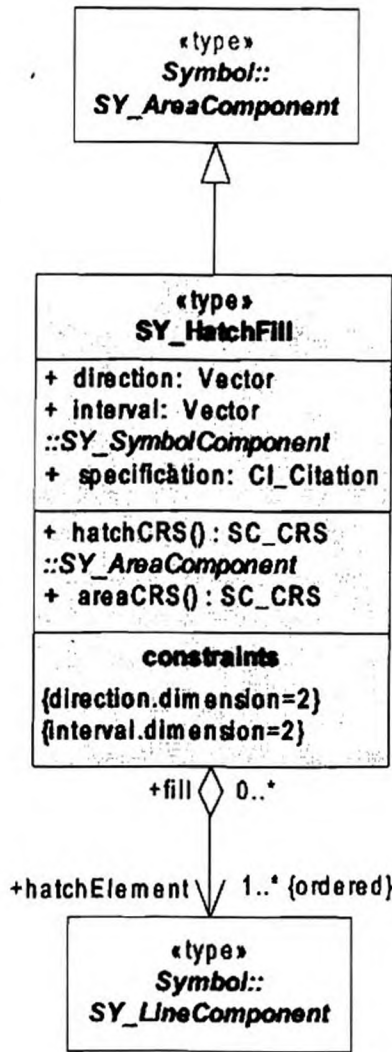 «type»
Symbol::
SY_AreaComponent
«type»
SY_HatchFill
+ direction: Vector
+ interval: Vector
::SY_SymbolComponent
+ specification: CI_Citation
+ hatchCRS() : SC_CRS
::SY_AreaComponent
+ areaCRS() : SC_CRS
constraints
{direction.dimension=2}
{interval.dimension=2}
+fill 0..*
+hatchElement 1..* {ordered}
«type»
Symbol::
SY_LineComponent